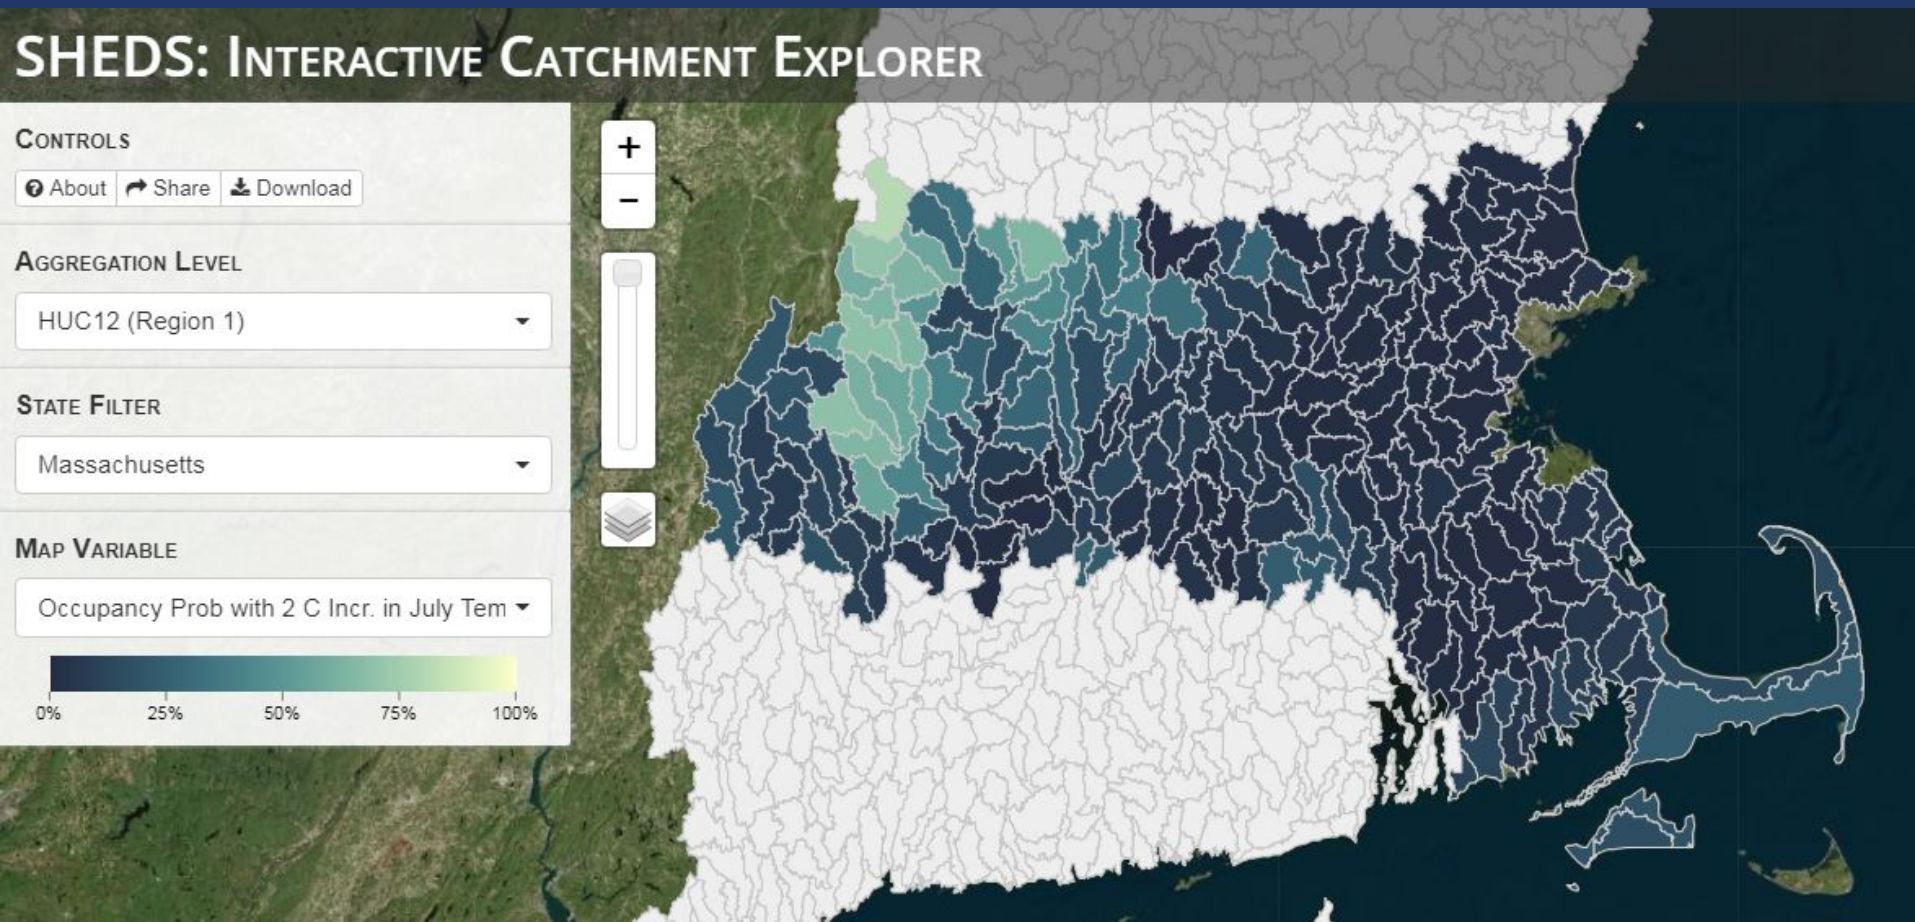 SHEDS: Interactive Catchment Explorer
Controls
About Share Download
Aggregation Level
HUC12 (Region 1)
State Filter
Massachusetts
Map Variable
Occupancy Prob with 2 C Incr. in July Tem
0% 25% 50% 75% 100%
+
−